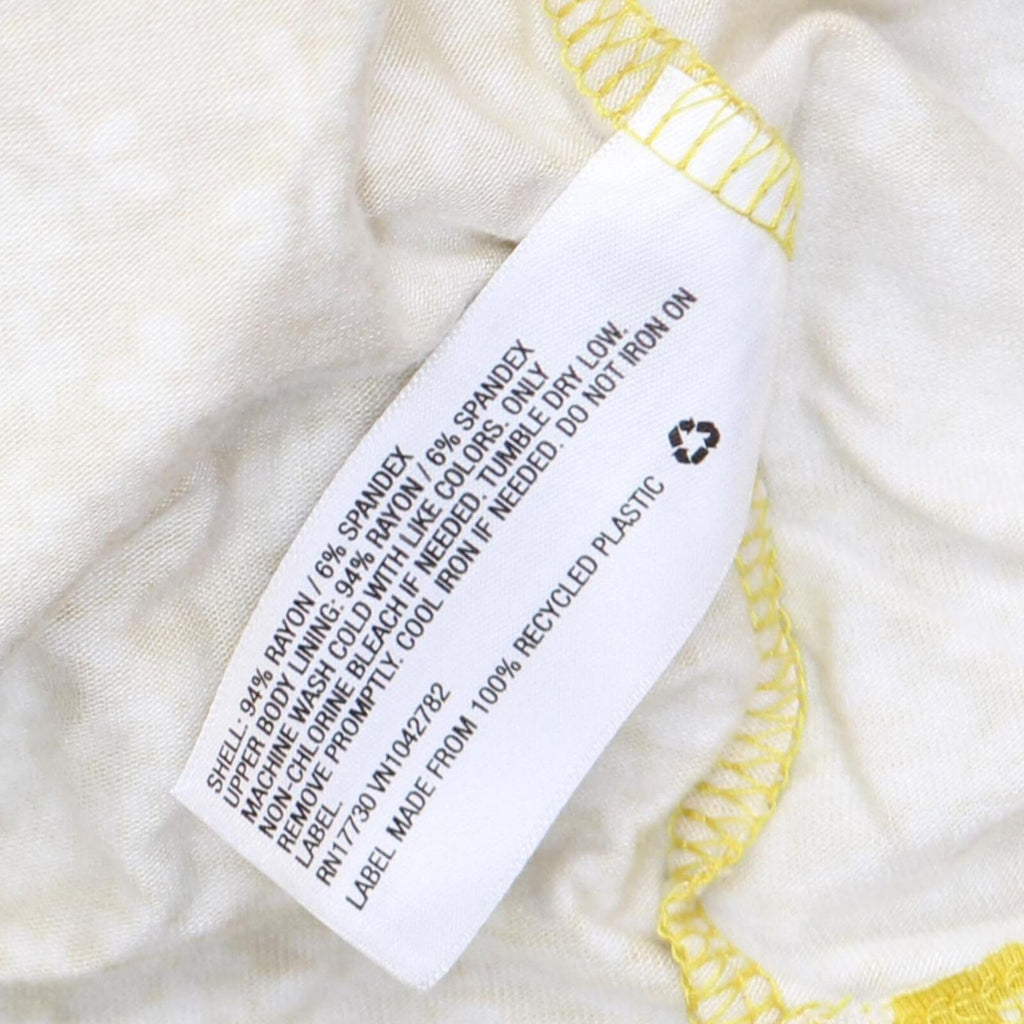 SHELL: 94% RAYON / 6% SPANDEX
UPPER BODY LINING: 94% RAYON / 6% SPANDEX
MACHINE WASH COLD WITH LIKE COLORS. ONLY
NON-CHLORINE BLEACH IF NEEDED. TUMBLE DRY LOW.
REMOVE PROMPTLY. COOL IRON IF NEEDED. DO NOT IRON ON
LABEL.
RN17730 VN1042782
LABEL MADE FROM 100% RECYCLED PLASTIC